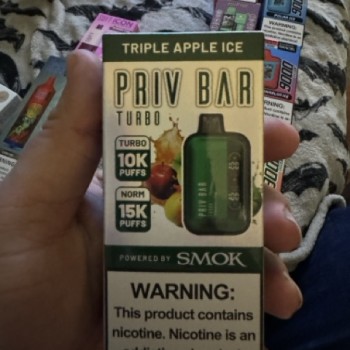 TRIPLE APPLE ICE
PRIV BAR
TURBO
TURBO
10K
PUFFS
NORM
15K
PUFFS
PRIV BAR
POWERED BY SMOK
WARNING:
This product contains
nicotine. Nicotine is an
WARNING: